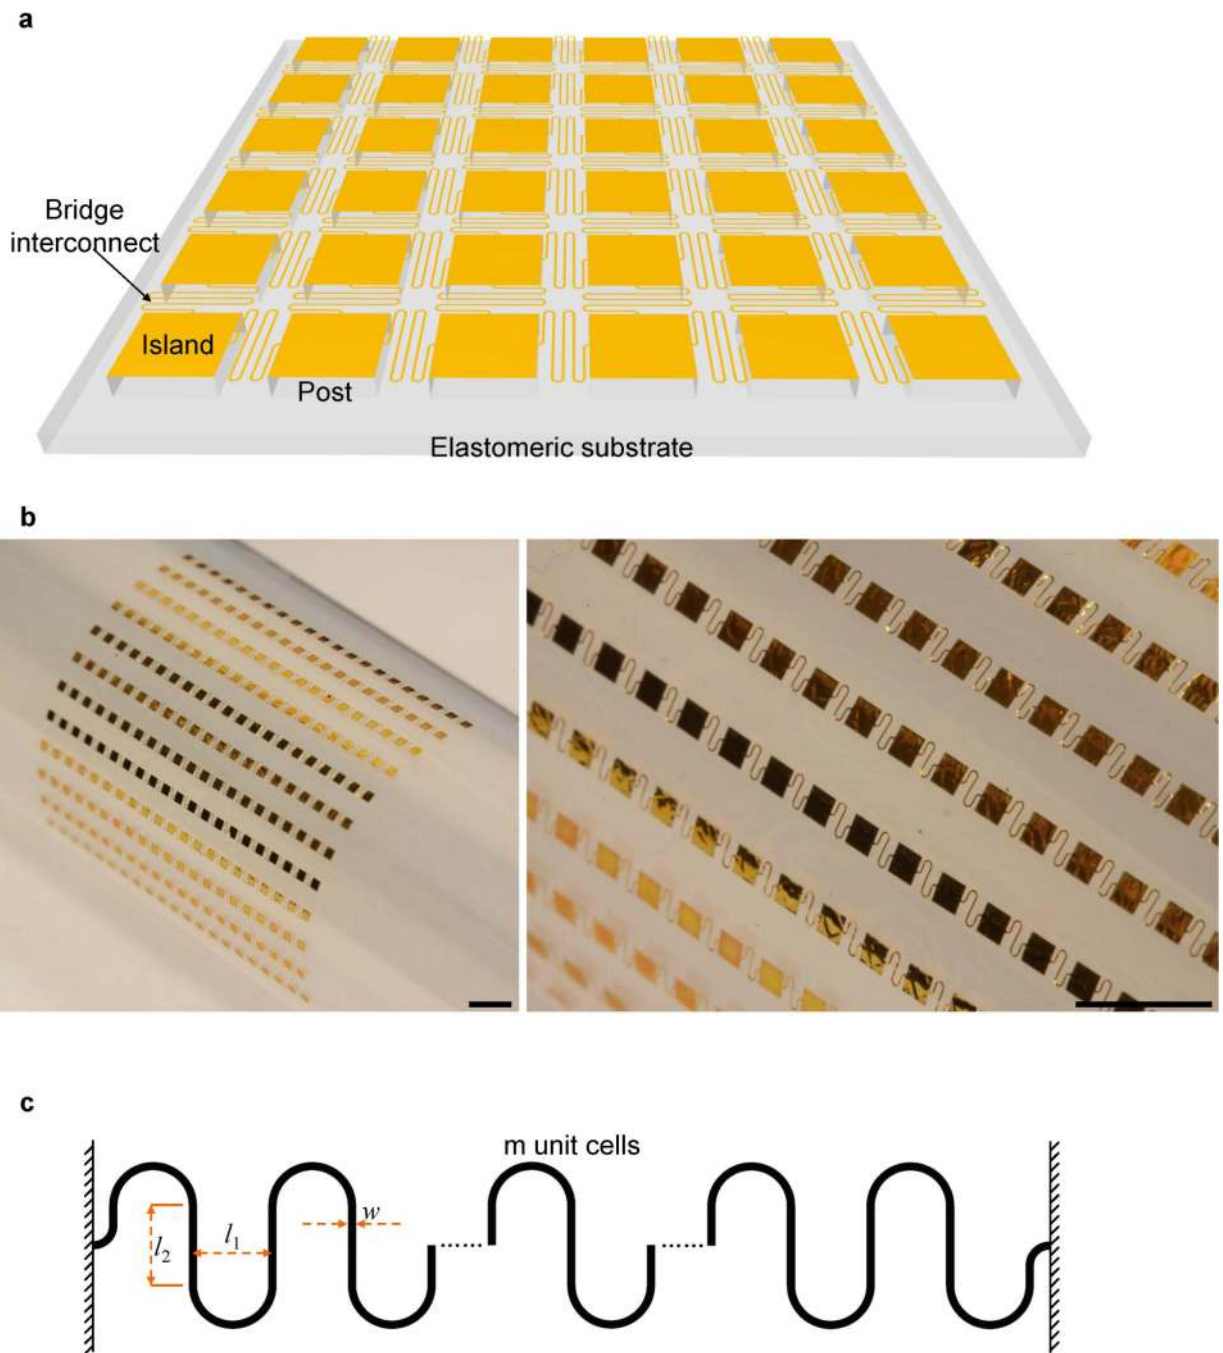 a
Bridge
interconnect
Island
Post
Elastomeric substrate
b
c
m unit cells
w
l₁
l₂